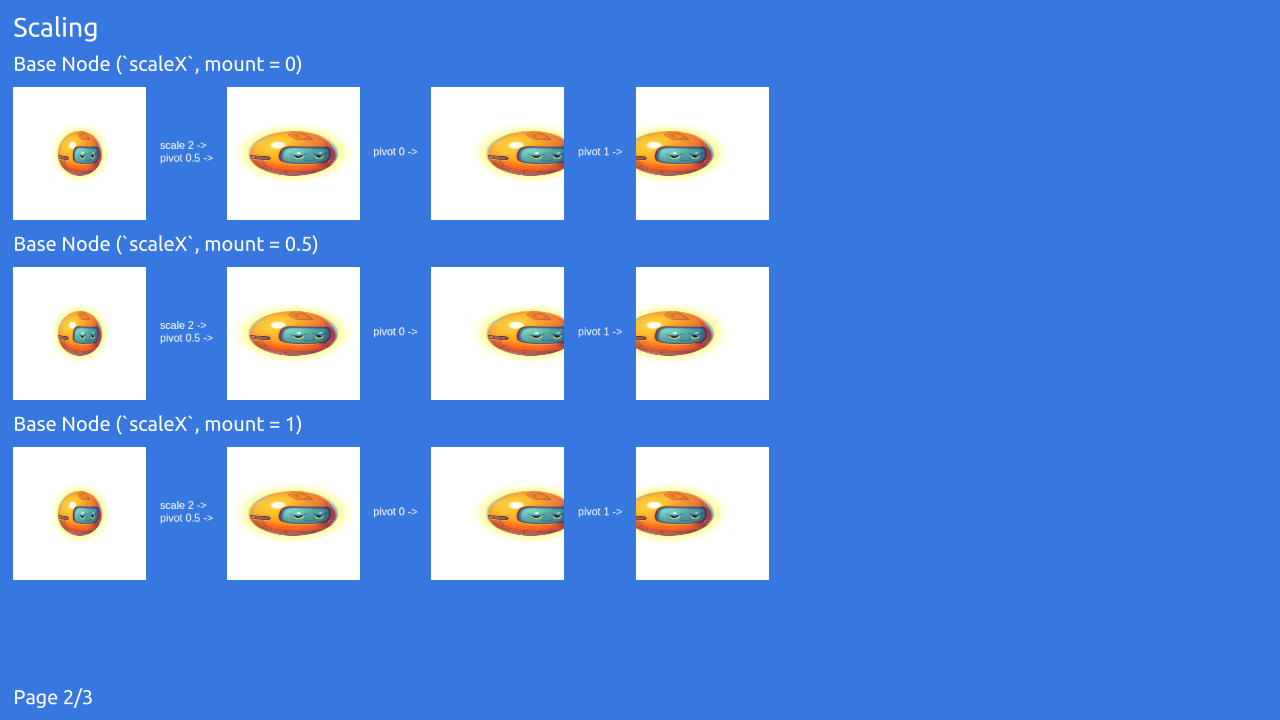 Scaling
Base Node (`scaleX`, mount = 0)
scale 2 ->
pivot 0.5 ->
pivot 0 ->
pivot 1 ->
Base Node (`scaleX`, mount = 0.5)
scale 2 ->
pivot 0.5 ->
pivot 0 ->
pivot 1 ->
Base Node (`scaleX`, mount = 1)
scale 2 ->
pivot 0.5 ->
pivot 0 ->
pivot 1 ->
Page 2/3